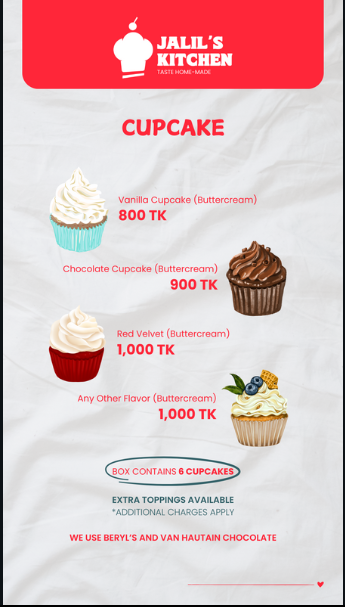 JALIL'S
KITCHEN
TASTE HOME-MADE
CUPCAKE
Vanilla Cupcake (Buttercream)
800 TK
Chocolate Cupcake (Buttercream)
900 TK
Red Velvet (Buttercream)
1,000 TK
Any Other Flavor (Buttercream)
1,000 TK
BOX CONTAINS 6 CUPCAKES
EXTRA TOPPINGS AVAILABLE
*ADDITIONAL CHARGES APPLY
WE USE BERYL'S AND VAN HAUTAIN CHOCOLATE